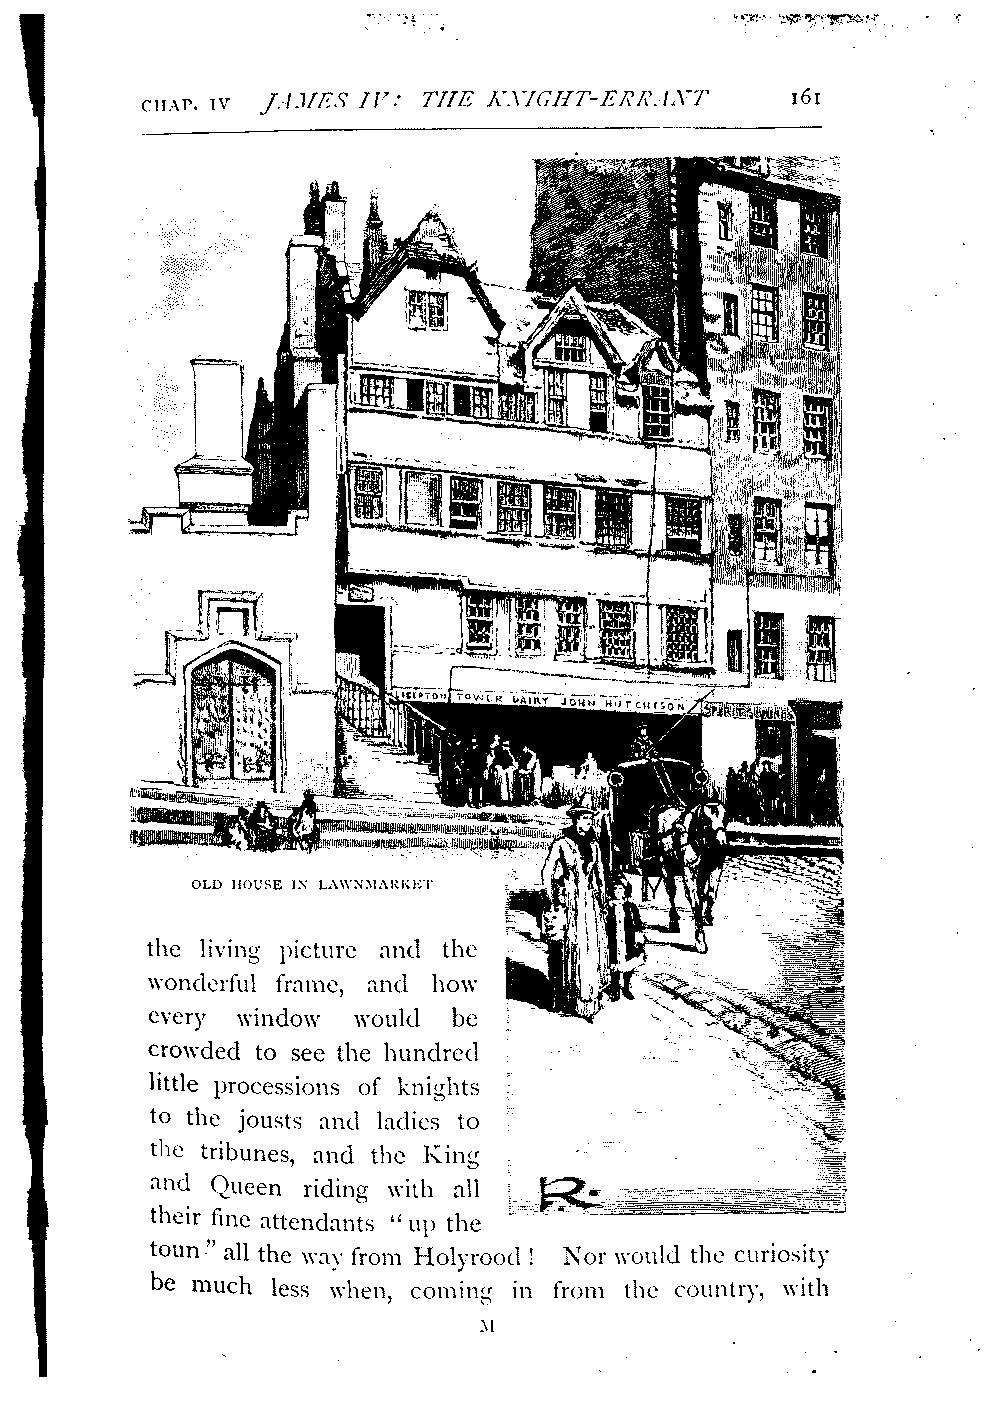 CHAP. IV JAMES IV: THE KNIGHT-ERRANT 161
TOWER DAIRY JOHN HUTCHISON
OLD HOUSE IN LAWNMARKET
the living picture and the
wonderful frame, and how
every window would be
crowded to see the hundred
little processions of knights
to the jousts and ladies to
the tribunes, and the King
and Queen riding with all
their fine attendants “up the
toun” all the way from Holyrood! Nor would the curiosity
be much less when, coming in from the country, with
R.
M